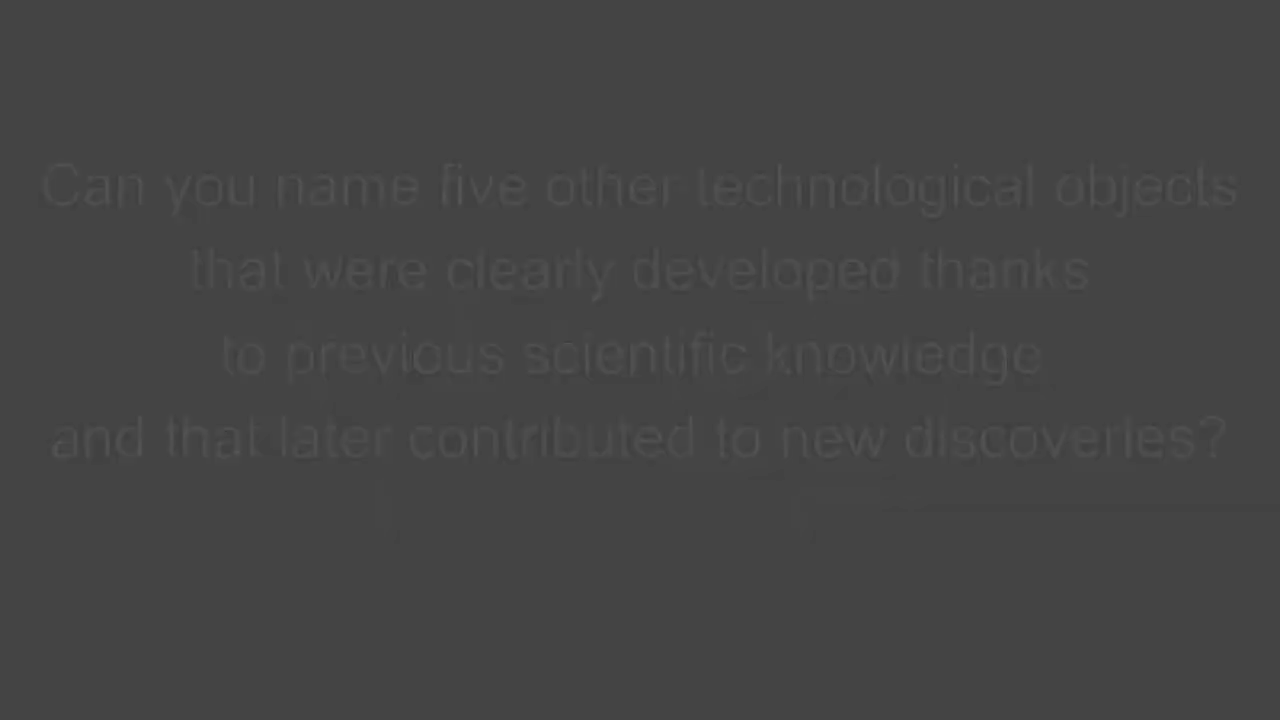 Can you name five other technological objects
that were clearly developed thanks
to previous scientific knowledge
and that later contributed to new discoveries?